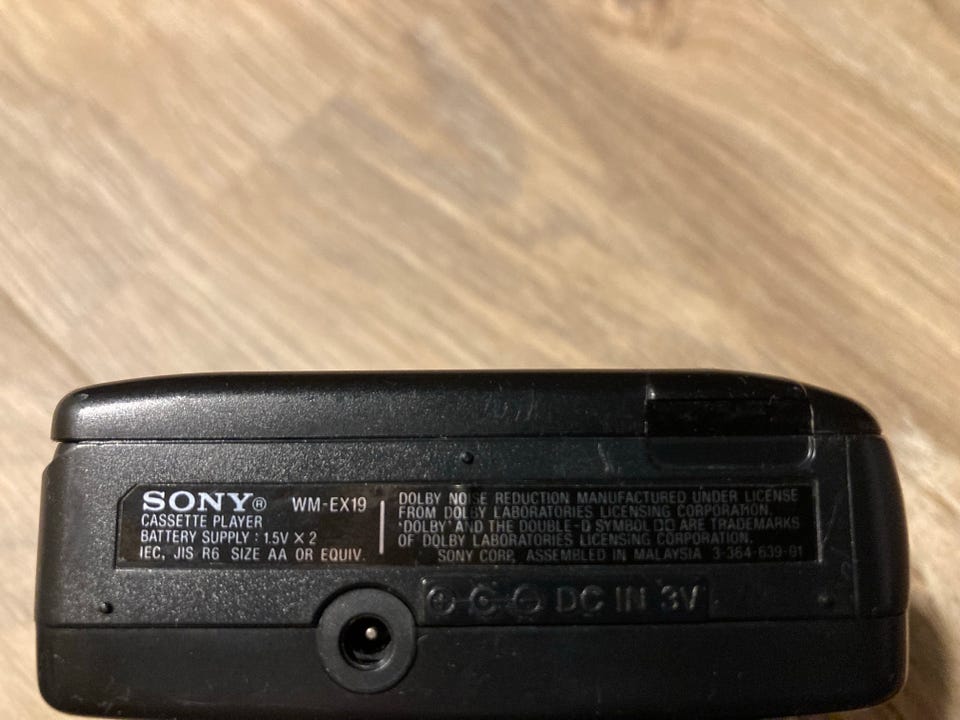 SONY® WM-EX19
CASSETTE PLAYER
BATTERY SUPPLY : 1.5V × 2
IEC, JIS R6 SIZE AA OR EQUIV.
DOLBY NOISE REDUCTION MANUFACTURED UNDER LICENSE
FROM DOLBY LABORATORIES LICENSING CORPORATION.
"DOLBY" AND THE DOUBLE-D SYMBOL ARE TRADEMARKS
OF DOLBY LABORATORIES LICENSING CORPORATION.
SONY CORP. ASSEMBLED IN MALAYSIA 3-364-639-01
DC IN 3V